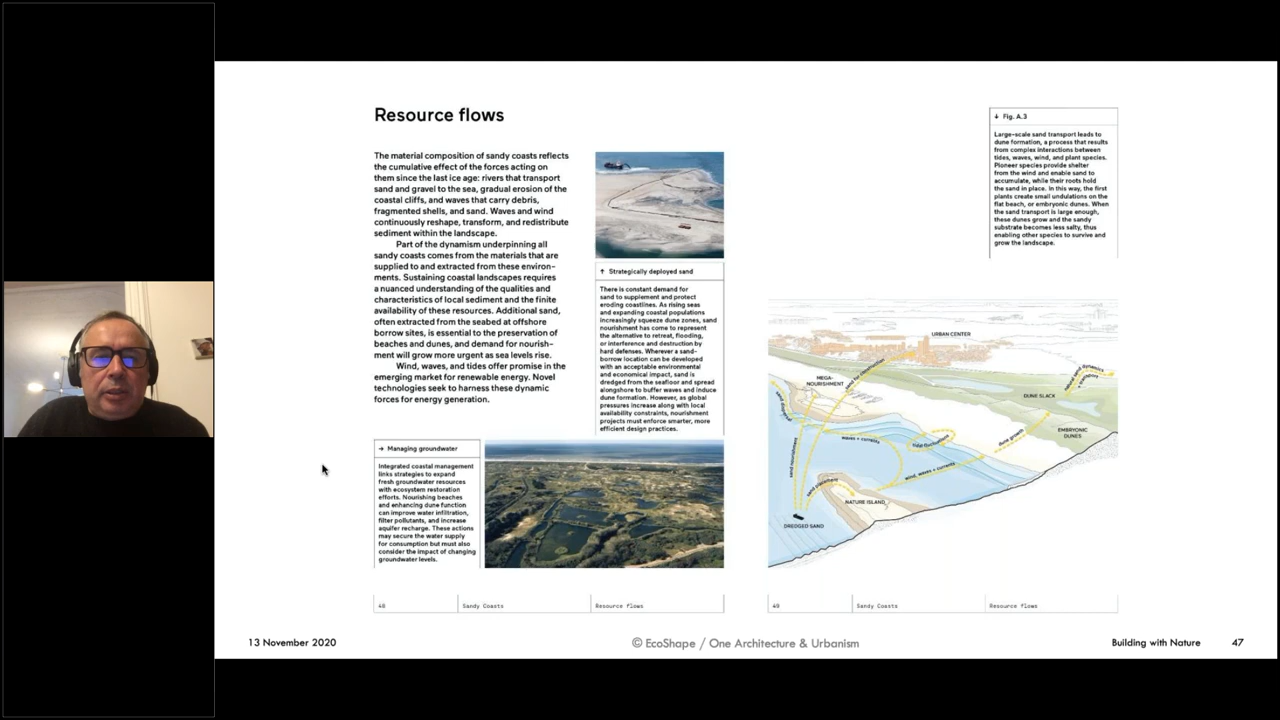 Resource flows
The material composition of sandy coasts reflects
the cumulative effect of the forces acting on
them since the last ice age: rivers that transport
sand and gravel to the sea, gradual erosion of the
coastal cliffs, and waves that carry debris,
fragmented shells, and sand. Waves and wind
continuously reshape, transform, and redistribute
sediment within the landscape.
Part of the dynamism underpinning all
sandy coasts comes from the materials that are
supplied to and extracted from these environ-
ments. Sustaining coastal landscapes requires
a nuanced understanding of the qualities and
characteristics of local sediment and the finite
availability of these resources. Additional sand,
often extracted from the seabed at offshore
borrow sites, is essential to the preservation of
beaches and dunes, and demand for nourish-
ment will grow more urgent as sea levels rise.
Wind, waves, and tides offer promise in the
emerging market for renewable energy. Novel
technologies seek to harness these dynamic
forces for energy generation.
↑ Strategically deployed sand
There is constant demand for
sand to supplement and protect
eroding coastlines. As rising seas
and expanding coastal populations
increasingly squeeze dune zones, sand
nourishment has come to represent
the alternative to retreat, flooding,
or interference and destruction by
hard defenses. Wherever a sand-
borrow location can be developed
with an acceptable environmental
and economical impact, sand is
dredged from the seafloor and spread
alongshore to buffer waves and induce
dune formation. However, as global
pressures increase along with local
availability constraints, nourishment
projects must enforce smarter, more
efficient design practices.
→ Managing groundwater
Integrated coastal management
links strategies to expand
fresh groundwater resources
with ecosystem restoration
efforts. Nourishing beaches
and enhancing dune function
can improve water infiltration,
filter pollutants, and increase
aquifer recharge. These actions
may secure the water supply
for consumption but must also
consider the impact of changing
groundwater levels.
48
Sandy Coasts
Resource flows
↓ Fig. A.3
Large-scale sand transport leads to
dune formation, a process that results
from complex interactions between
tides, waves, wind, and plant species.
Pioneer species provide shelter
from the wind and enable sand to
accumulate, while their roots hold
the sand in place. In this way, the first
plants create small undulations on the
flat beach, or embryonic dunes. When
the sand transport is large enough,
these dunes grow and the sandy
substrate becomes less salty, thus
enabling other species to survive and
grow the landscape.
URBAN CENTER
MEGA-
NOURISHMENT
sand for construction
natural sand dynamics
DUNE SLACK
EMBRYONIC
DUNES
waves + currents
tidal fluctuations
dune growth
sand nourishment
wind, waves + currents
sand placement
NATURE ISLAND
DREDGED SAND
49
Sandy Coasts
Resource flows
13 November 2020
© EcoShape / One Architecture & Urbanism
Building with Nature
47